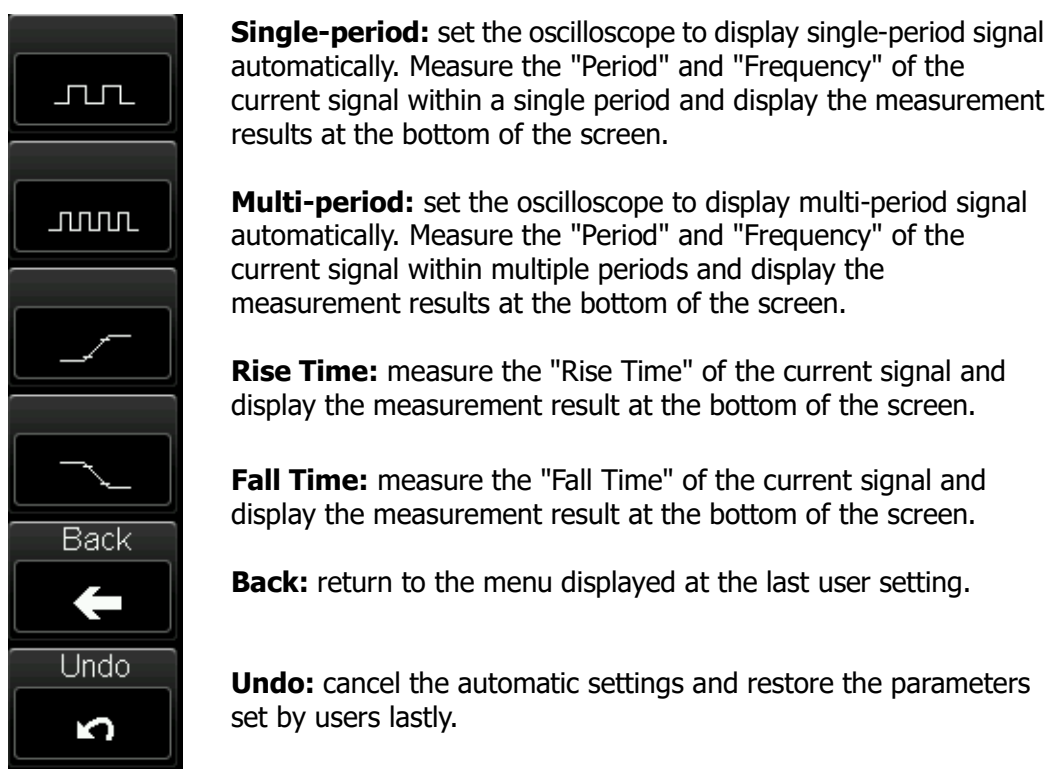 Single-period: set the oscilloscope to display single-period signal
automatically. Measure the "Period" and "Frequency" of the
current signal within a single period and display the measurement
results at the bottom of the screen.
Multi-period: set the oscilloscope to display multi-period signal
automatically. Measure the "Period" and "Frequency" of the
current signal within multiple periods and display the
measurement results at the bottom of the screen.
Rise Time: measure the "Rise Time" of the current signal and
display the measurement result at the bottom of the screen.
Fall Time: measure the "Fall Time" of the current signal and
display the measurement result at the bottom of the screen.
Back
Back: return to the menu displayed at the last user setting.
Undo
Undo: cancel the automatic settings and restore the parameters
set by users lastly.